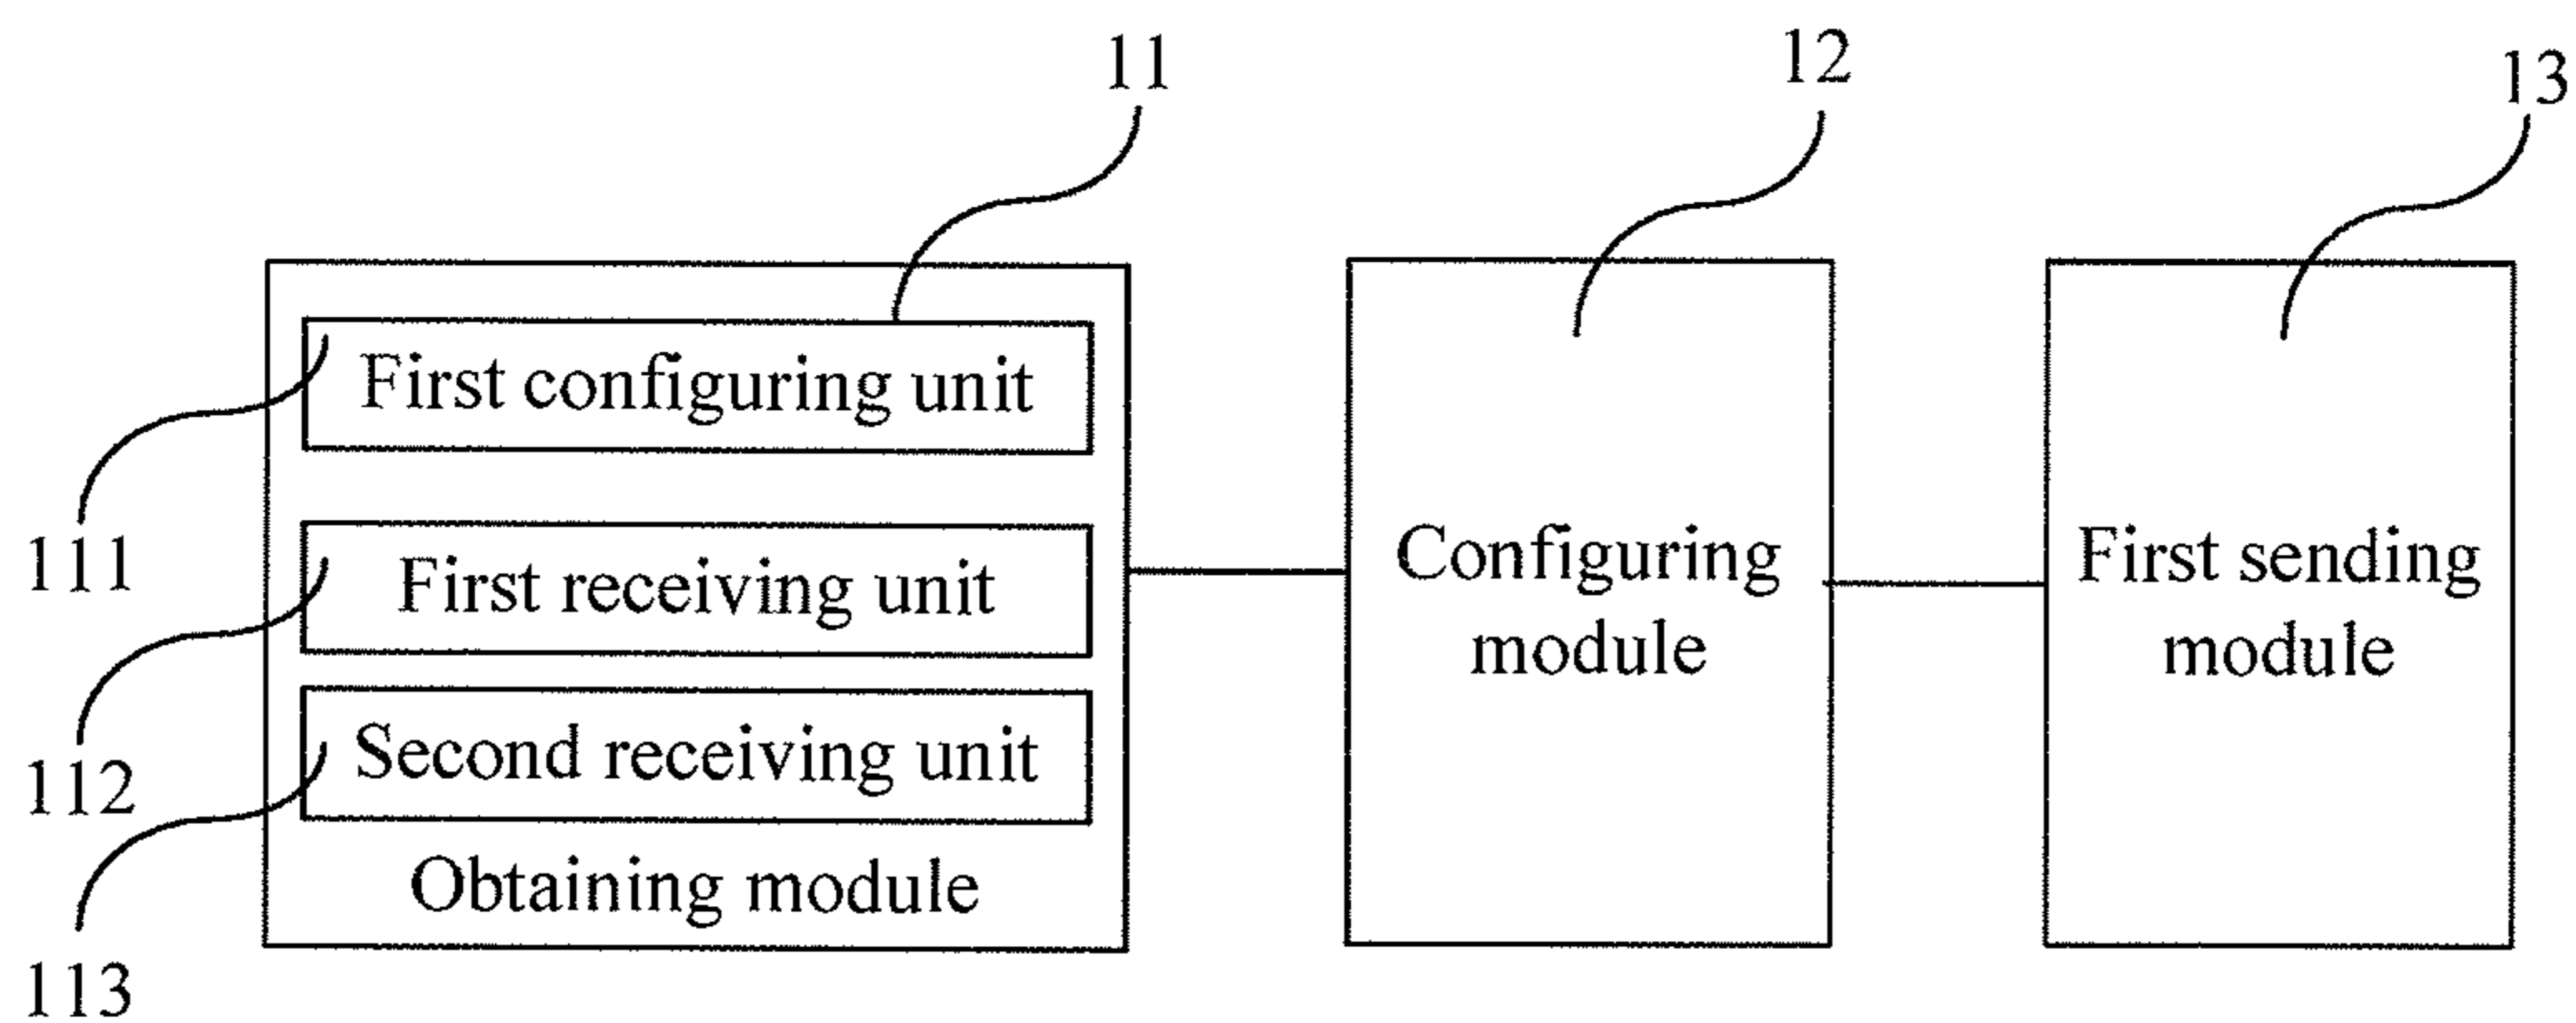 11
12
13
First configuring unit
111
First receiving unit
Configuring
module
First sending
module
112
Second receiving unit
Obtaining module
113